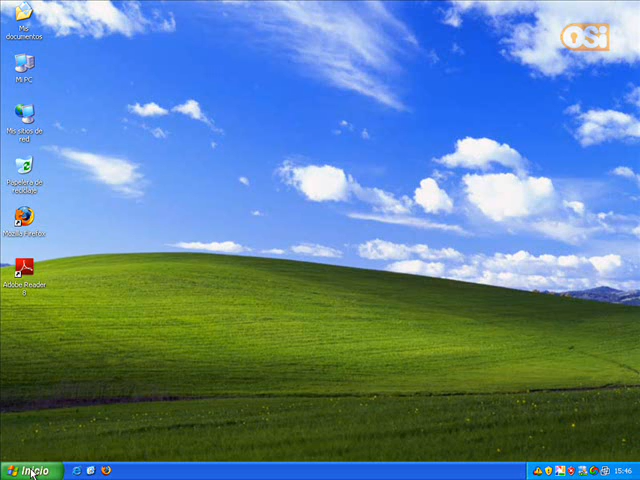 OSi
Mis
documentos
Mi PC
Mis sitios de
red
Papelera de
reciclaje
Mozilla Firefox
Adobe Reader
8
Inicio
15:46